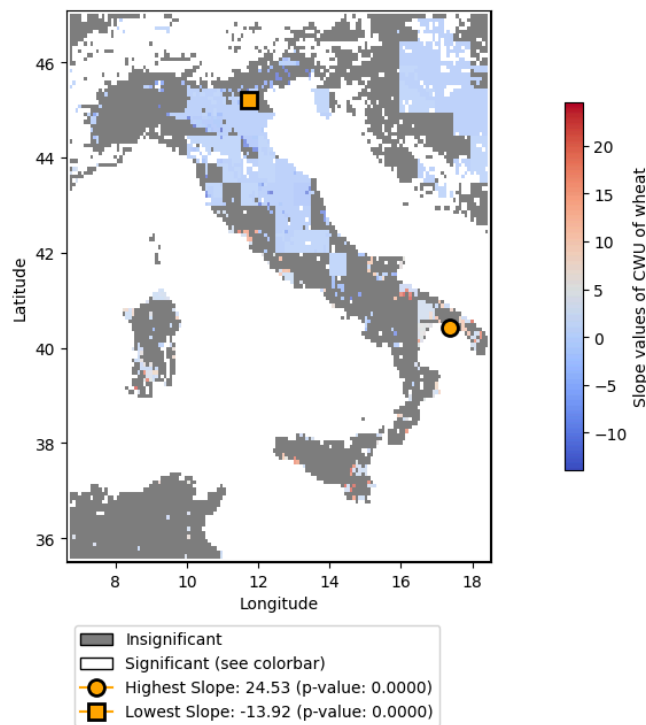 46
44
42
40
38
36
Latitude
8
10
12
14
16
18
Longitude
20
15
10
5
0
−5
−10
Slope values of CWU of wheat
Insignificant
Significant (see colorbar)
Highest Slope: 24.53 (p-value: 0.0000)
Lowest Slope: -13.92 (p-value: 0.0000)